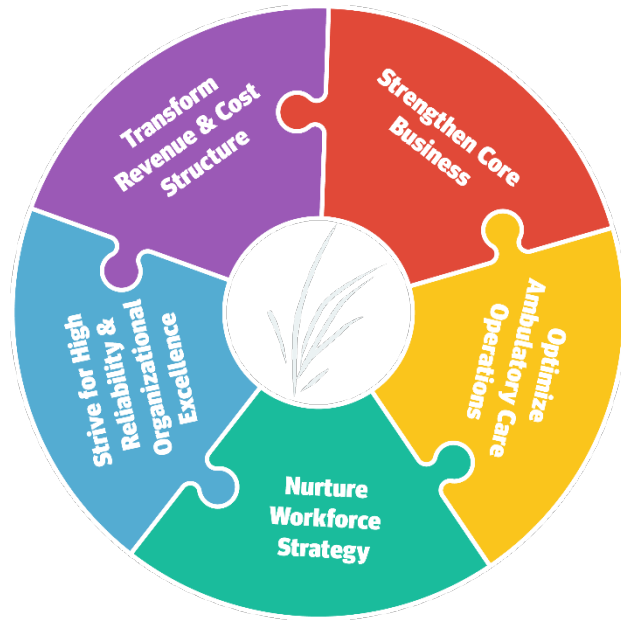 Transform
Revenue & Cost
Structure
Strengthen Core
Business
Optimize
Ambulatory Care
Operations
Nurture
Workforce
Strategy
Strive for High
Reliability &
Organizational
Excellence